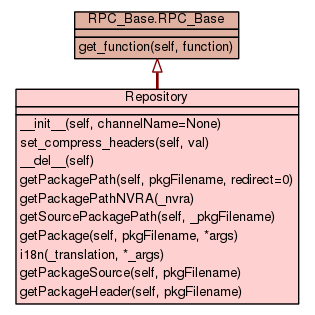 RPC_Base.RPC_Base
get_function(self, function)
Repository
__init__(self, channelName=None)
set_compress_headers(self, val)
__del__(self)
getPackagePath(self, pkgFilename, redirect=0)
getPackagePathNVRA(_nvra)
getSourcePackagePath(self, _pkgFilename)
getPackage(self, pkgFilename, *args)
i18n(_translation, *_args)
getPackageSource(self, pkgFilename)
getPackageHeader(self, pkgFilename)